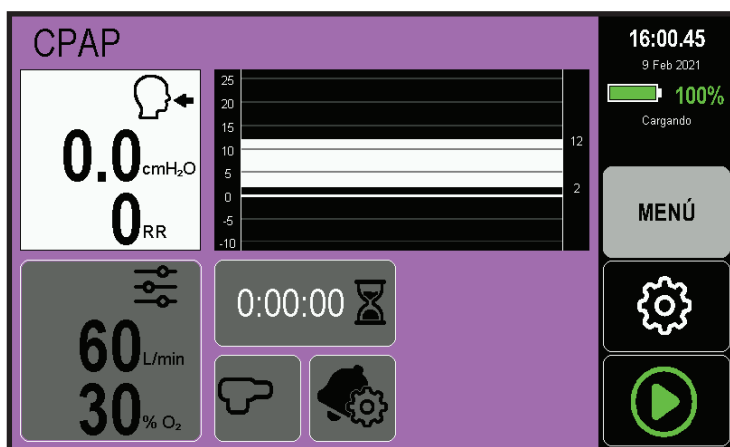 CPAP
0.0 cmH₂O
0 RR
25
20
15
10
5
0
-5
-10
12
2
60 L/min
30 % O₂
0:00:00
16:00.45
9 Feb 2021
100%
Cargando
MENÚ